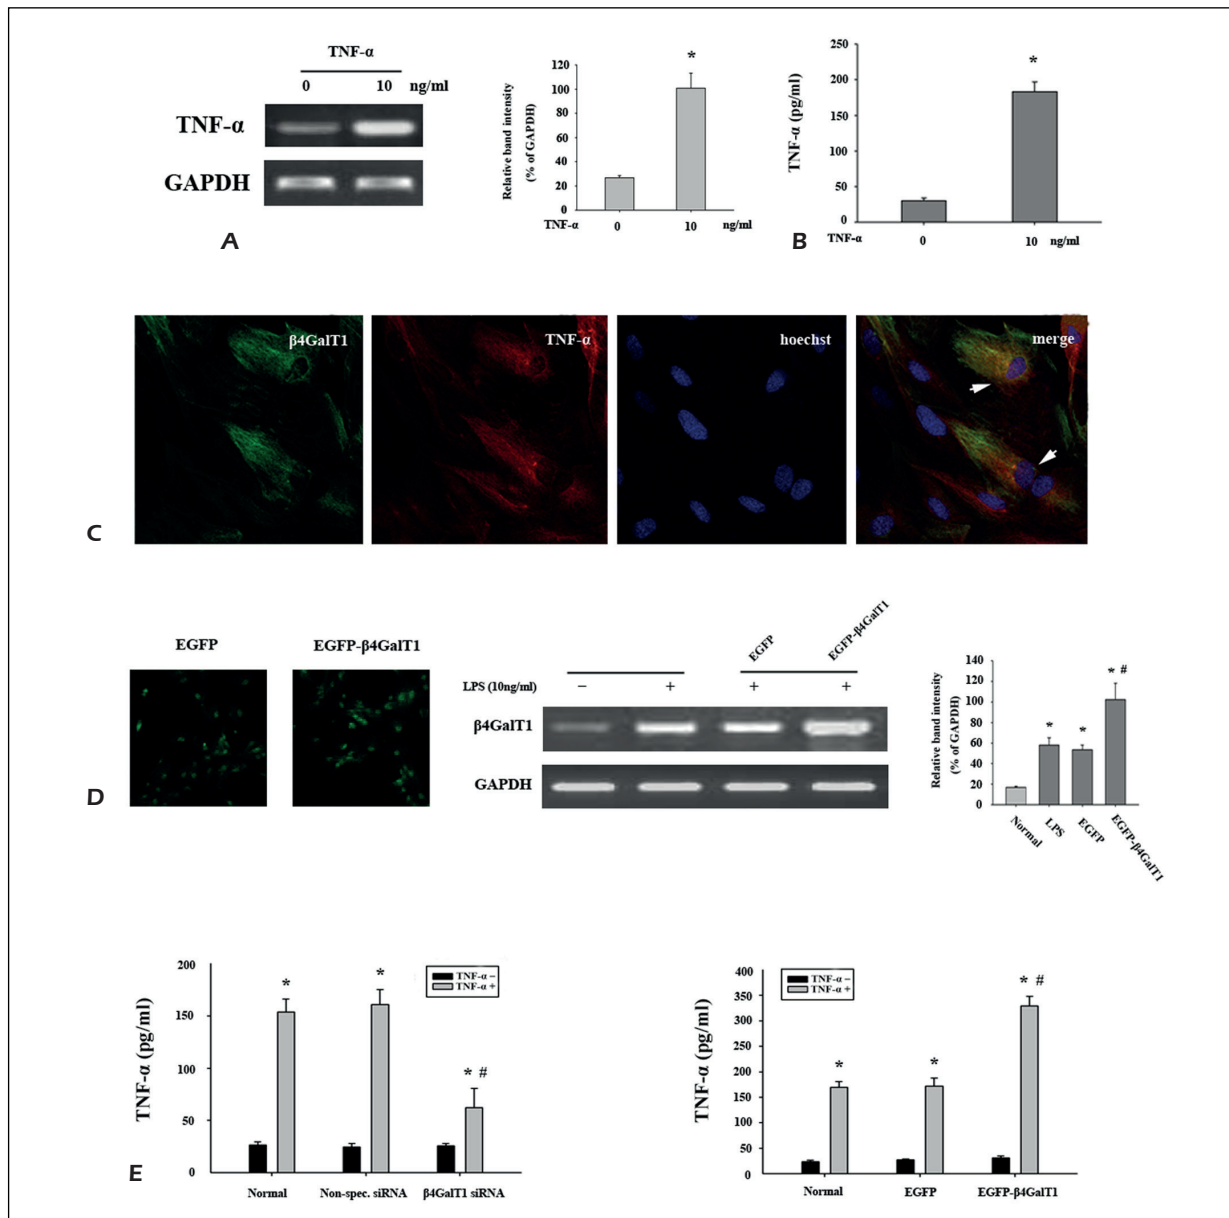 TNF-α
0 10 ng/ml
TNF-α
GAPDH
A
Relative band intensity
(% of GAPDH)
120
100
80
60
40
20
0
*
TNF-α 0 10 ng/ml
TNF-α (pg/ml)
250
200
150
100
50
0
*
B
TNF-α 0 10 ng/ml
C
β4GalT1
TNF-α
hoechst
merge
D
EGFP
EGFP-β4GalT1
EGFP
EGFP-β4GalT1
LPS (10ng/ml) − + + +
β4GalT1
GAPDH
Relative band intensity
(% of GAPDH)
140
120
100
80
60
40
20
0
*
*
* #
Normal
LPS
EGFP
EGFP-β4GalT1
E
TNF-α (pg/ml)
200
150
100
50
0
*
*
* #
TNF-α −
TNF-α +
Normal
Non-spec. siRNA
β4GalT1 siRNA
TNF-α (pg/ml)
400
350
300
250
200
150
100
50
0
TNF-α −
TNF-α +
*
*
* #
Normal
EGFP
EGFP-β4GalT1